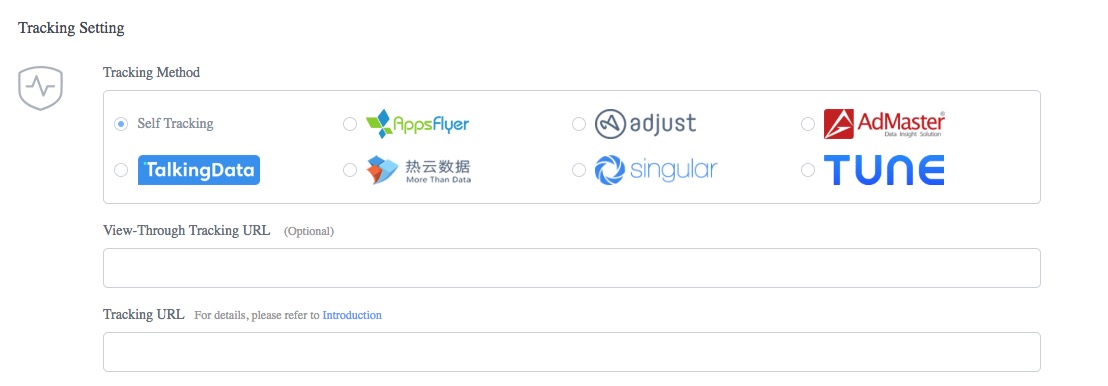 Tracking Setting
Tracking Method
Self Tracking
AppsFlyer
adjust
AdMaster®
Data Insight Solution
TalkingData
热云数据
More Than Data
singular
TUNE
View-Through Tracking URL (Optional)
Tracking URL For details, please refer to Introduction